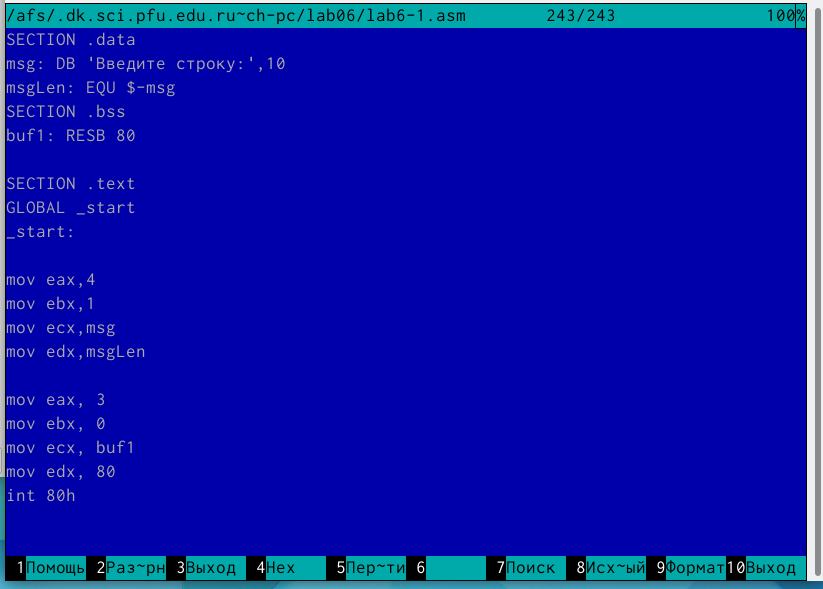 /afs/.dk.sci.pfu.edu.ru~ch-pc/lab06/lab6-1.asm 243/243 100%
SECTION .data
msg: DB 'Введите строку:',10
msgLen: EQU $-msg
SECTION .bss
buf1: RESB 80
SECTION .text
GLOBAL _start
_start:
mov eax,4
mov ebx,1
mov ecx,msg
mov edx,msgLen
mov eax, 3
mov ebx, 0
mov ecx, buf1
mov edx, 80
int 80h
1Помощь 2Раз~рн 3Выход 4Hex 5Пер~ти 6 7Поиск 8Исх~ый 9Формат 10Выход